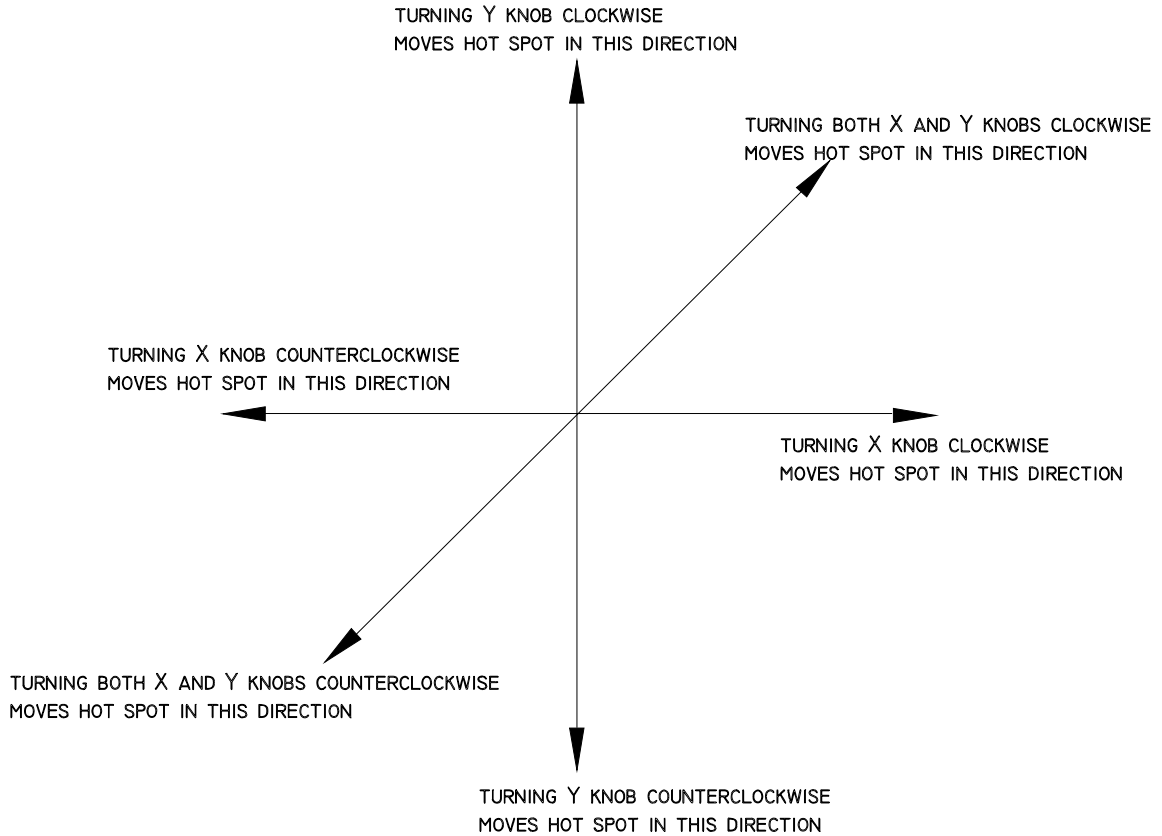 TURNING Y KNOB CLOCKWISE
MOVES HOT SPOT IN THIS DIRECTION
TURNING BOTH X AND Y KNOBS CLOCKWISE
MOVES HOT SPOT IN THIS DIRECTION
TURNING X KNOB COUNTERCLOCKWISE
MOVES HOT SPOT IN THIS DIRECTION
TURNING X KNOB CLOCKWISE
MOVES HOT SPOT IN THIS DIRECTION
TURNING BOTH X AND Y KNOBS COUNTERCLOCKWISE
MOVES HOT SPOT IN THIS DIRECTION
TURNING Y KNOB COUNTERCLOCKWISE
MOVES HOT SPOT IN THIS DIRECTION